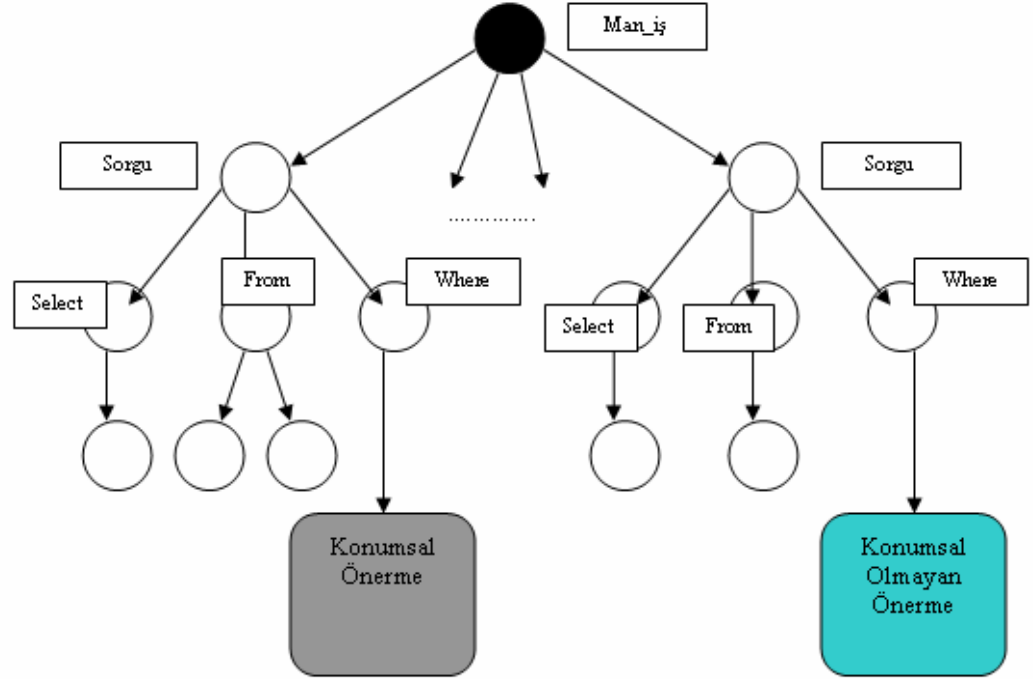 Man_iş
Sorgu
Sorgu
..............
Select
From
Where
Select
From
Where
Konumsal
Önerme
Konumsal
Olmayan
Önerme